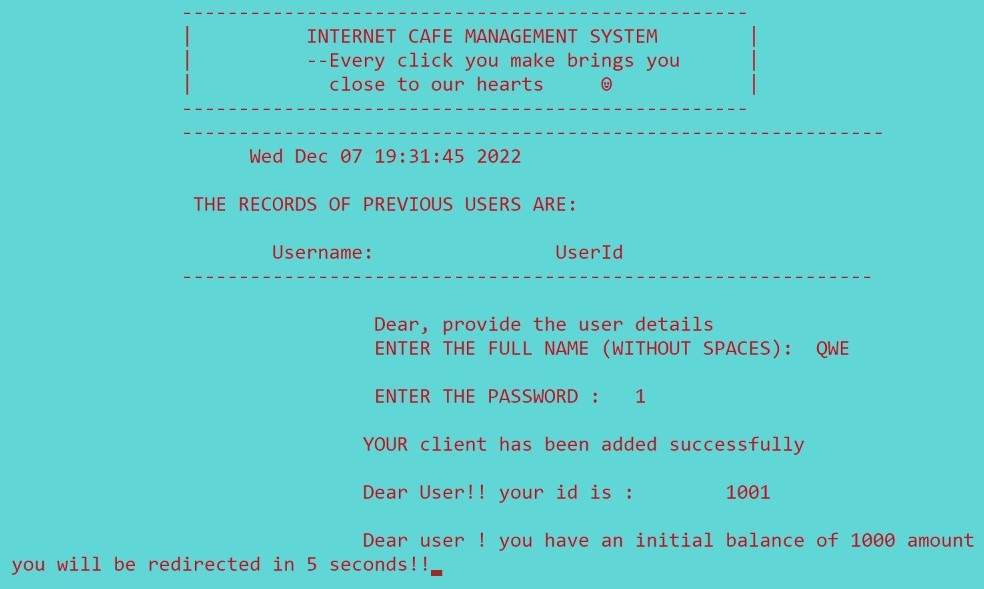 INTERNET CAFE MANAGEMENT SYSTEM
--Every click you make brings you
close to our hearts ☺
Wed Dec 07 19:31:45 2022
THE RECORDS OF PREVIOUS USERS ARE:
Username: UserId
Dear, provide the user details
ENTER THE FULL NAME (WITHOUT SPACES): QWE
ENTER THE PASSWORD : 1
YOUR client has been added successfully
Dear User!! your id is : 1001
Dear user ! you have an initial balance of 1000 amount
you will be redirected in 5 seconds!!